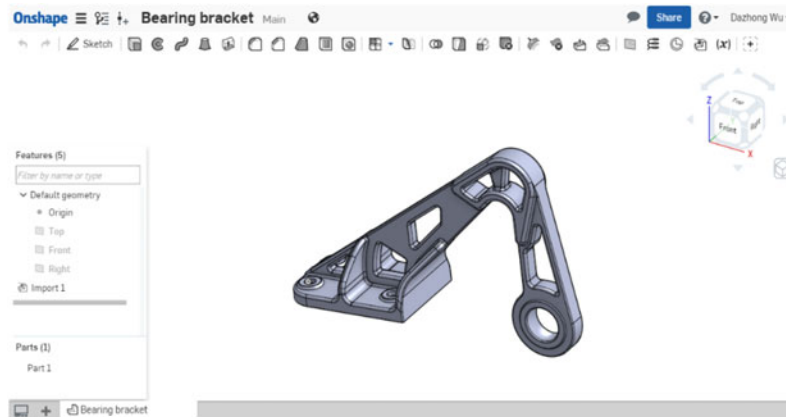 Onshape Bearing bracket Main Share Dazhong Wu
Sketch (x)
Features (5)
Filter by name or type
Default geometry
Origin
Top
Front
Right
Import 1
Parts (1)
Part 1
Bearing bracket
Z
Front
X